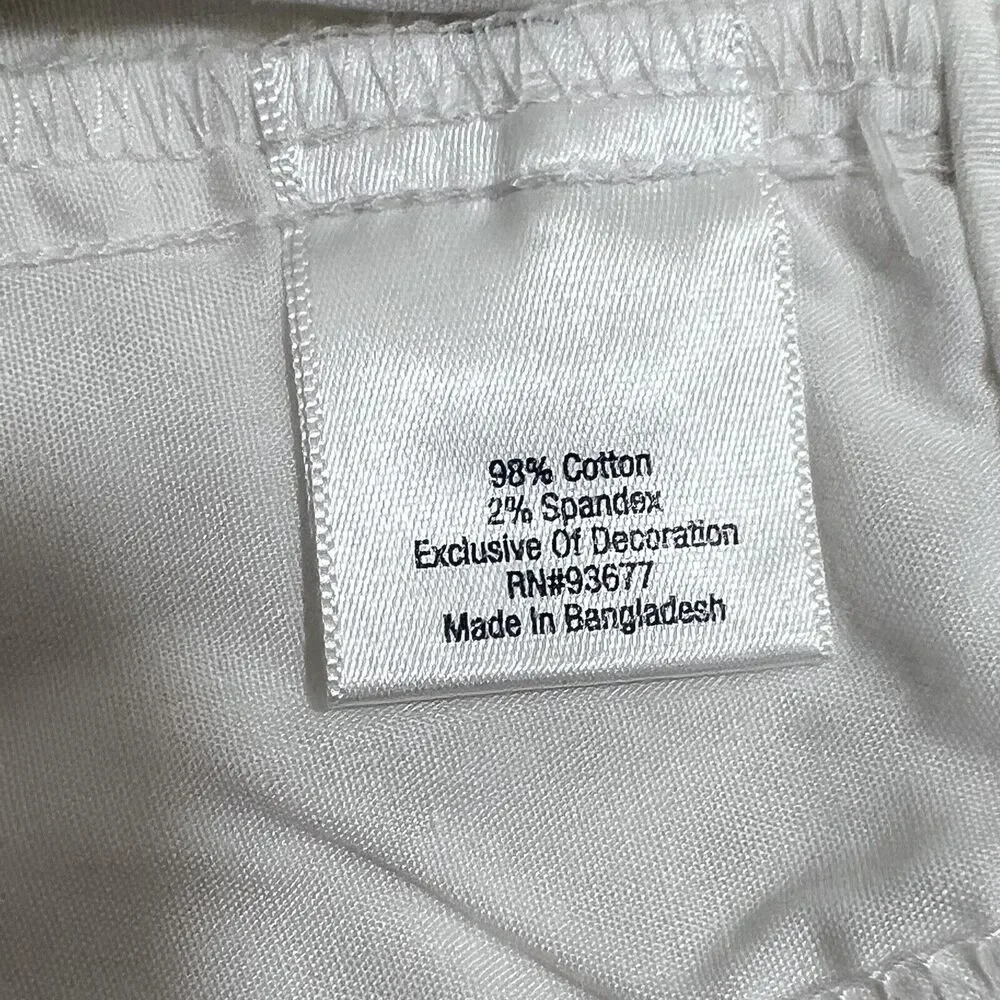 98% Cotton
2% Spandex
Exclusive Of Decoration
RN#93677
Made In Bangladesh